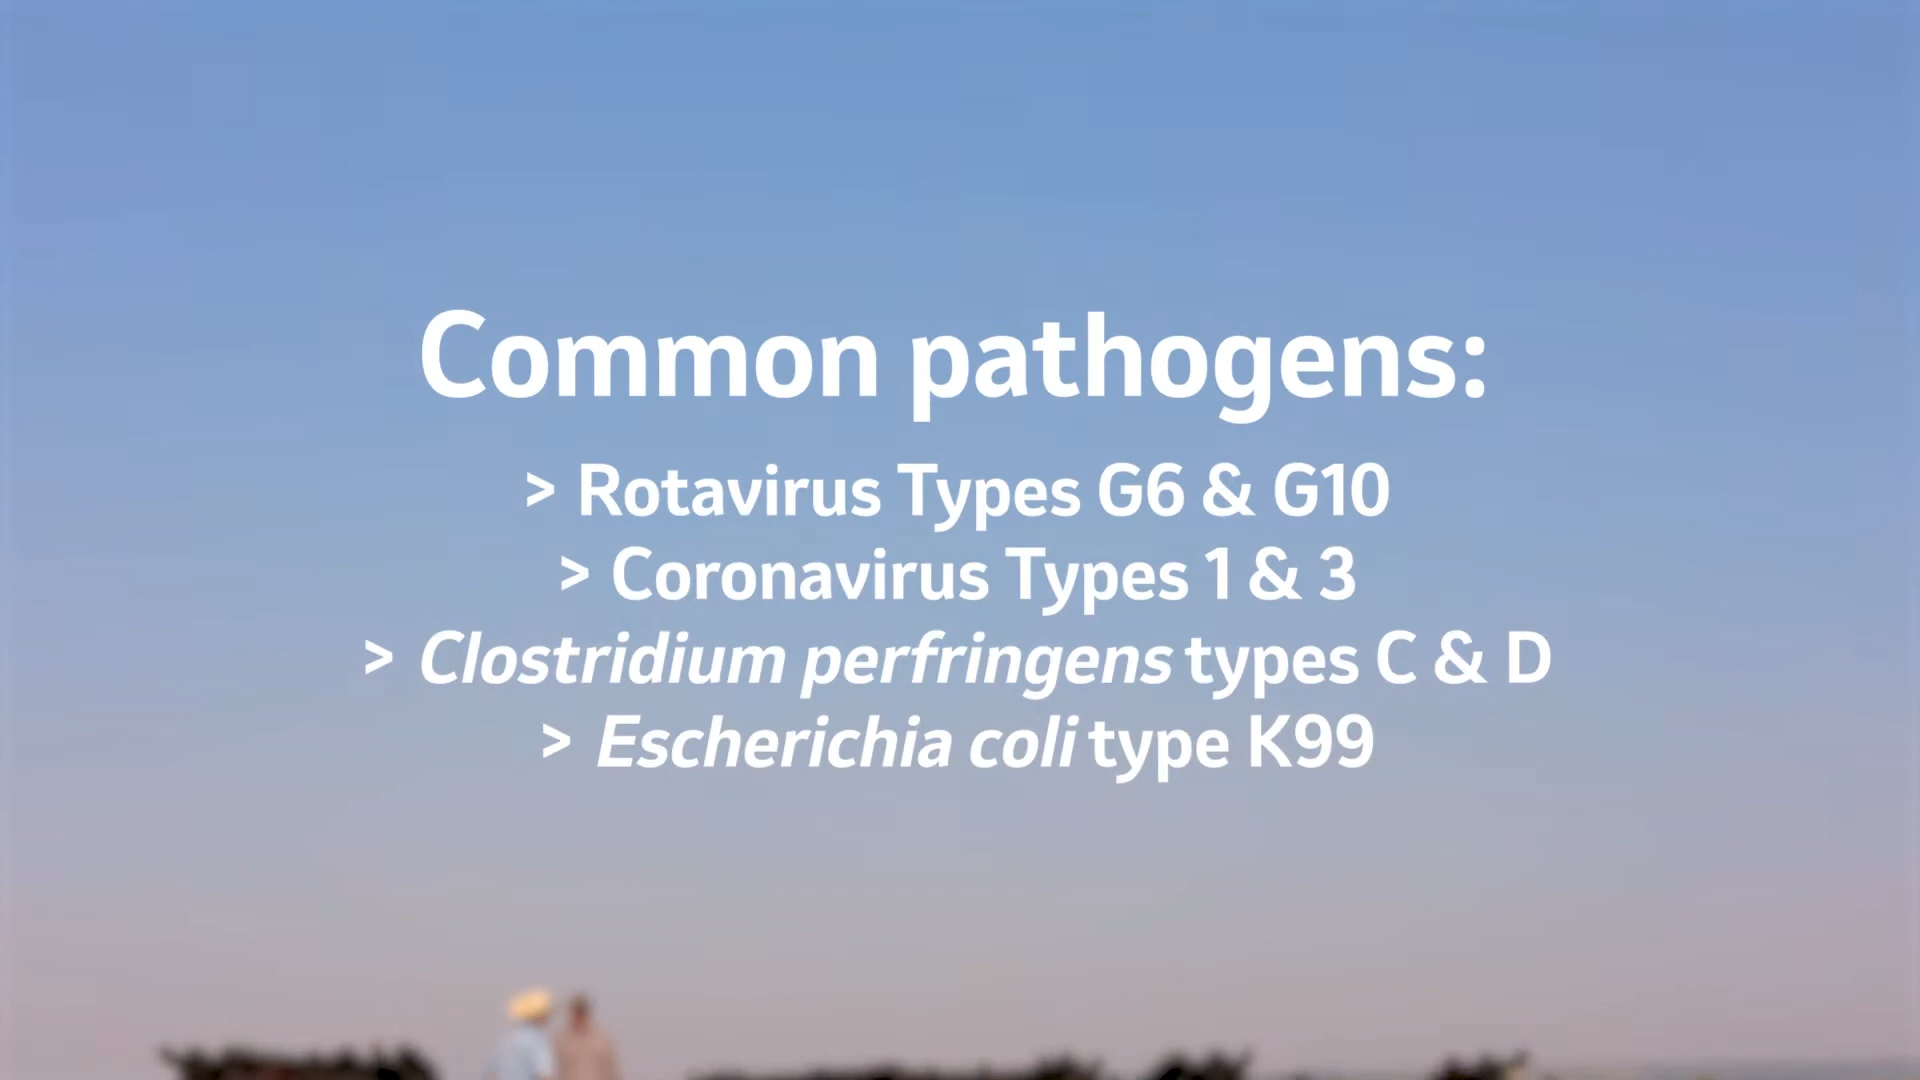 Common pathogens:
> Rotavirus Types G6 & G10
> Coronavirus Types 1 & 3
> Clostridium perfringens types C & D
> Escherichia coli type K99